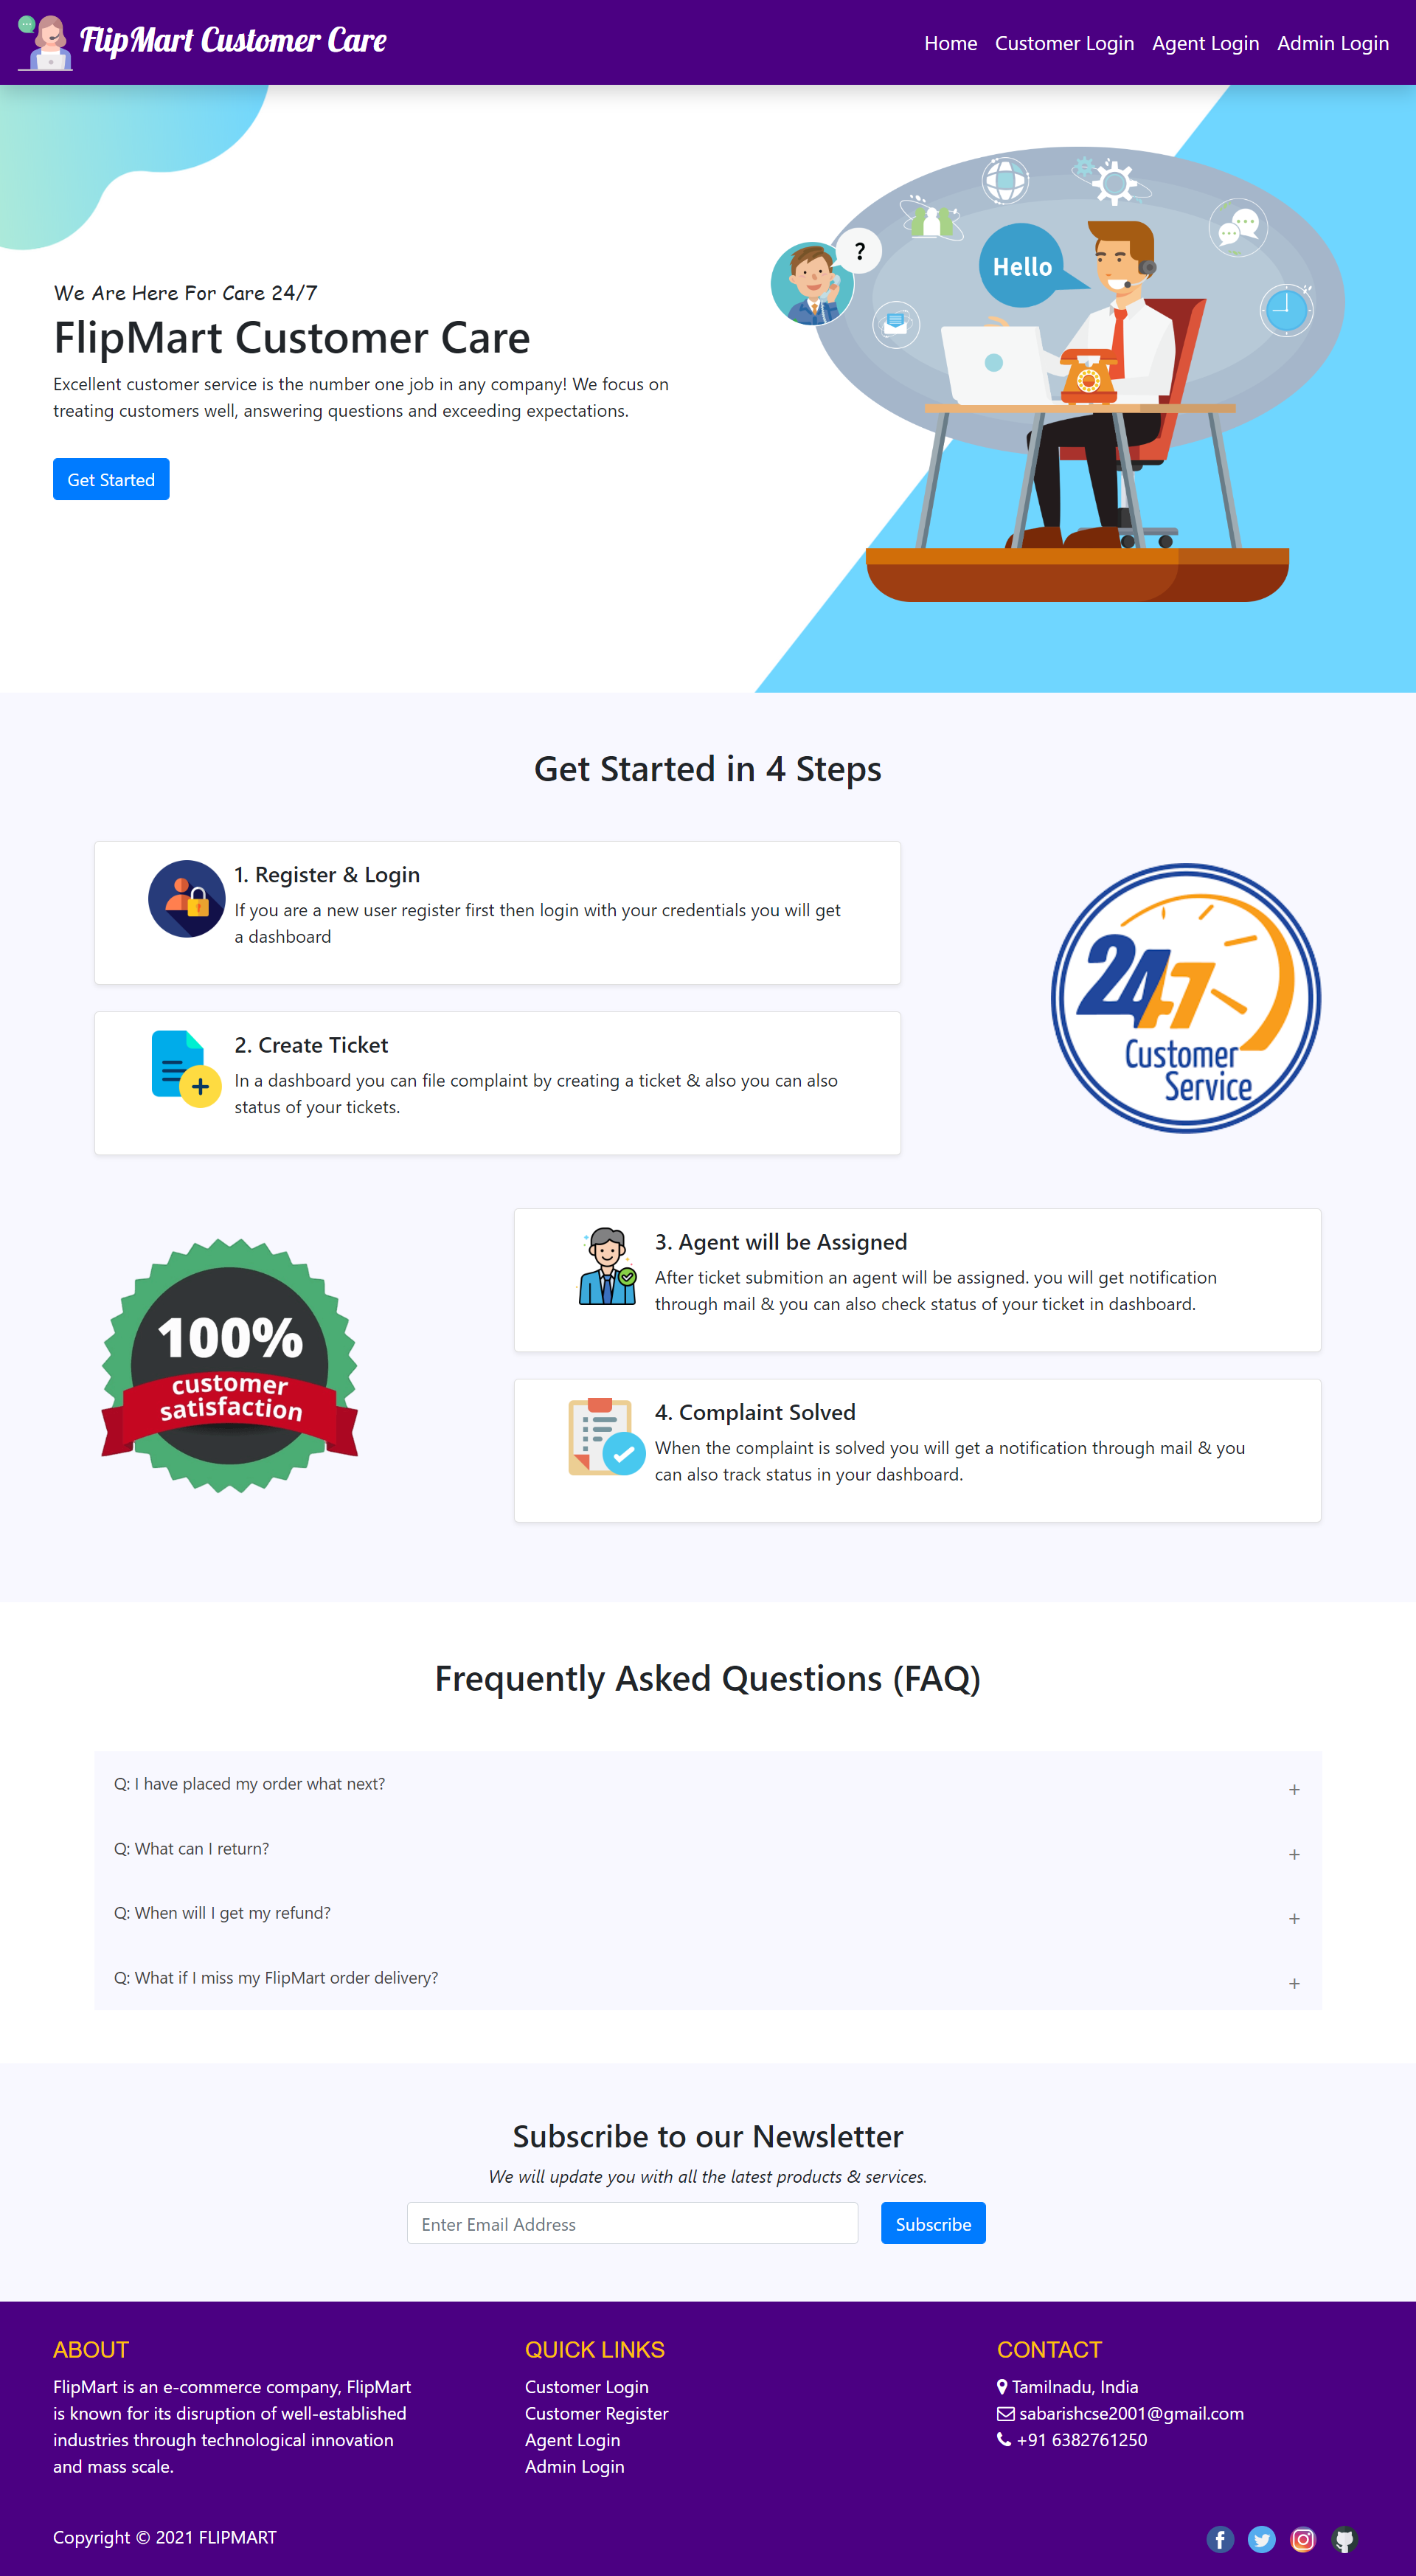 FlipMart Customer Care
Home Customer Login Agent Login Admin Login
We Are Here For Care 24/7
FlipMart Customer Care
Excellent customer service is the number one job in any company! We focus on
treating customers well, answering questions and exceeding expectations.
Get Started
?
Hello
Get Started in 4 Steps
1. Register & Login
If you are a new user register first then login with your credentials you will get
a dashboard
2. Create Ticket
In a dashboard you can file complaint by creating a ticket & also you can also
status of your tickets.
24/7
Customer
Service
100%
customer
satisfaction
3. Agent will be Assigned
After ticket submition an agent will be assigned. you will get notification
through mail & you can also check status of your ticket in dashboard.
4. Complaint Solved
When the complaint is solved you will get a notification through mail & you
can also track status in your dashboard.
Frequently Asked Questions (FAQ)
Q: I have placed my order what next? +
Q: What can I return? +
Q: When will I get my refund? +
Q: What if I miss my FlipMart order delivery? +
Subscribe to our Newsletter
We will update you with all the latest products & services.
Enter Email Address
Subscribe
ABOUT
FlipMart is an e-commerce company, FlipMart
is known for its disruption of well-established
industries through technological innovation
and mass scale.
QUICK LINKS
Customer Login
Customer Register
Agent Login
Admin Login
CONTACT
Tamilnadu, India
sabarishcse2001@gmail.com
+91 6382761250
Copyright © 2021 FLIPMART